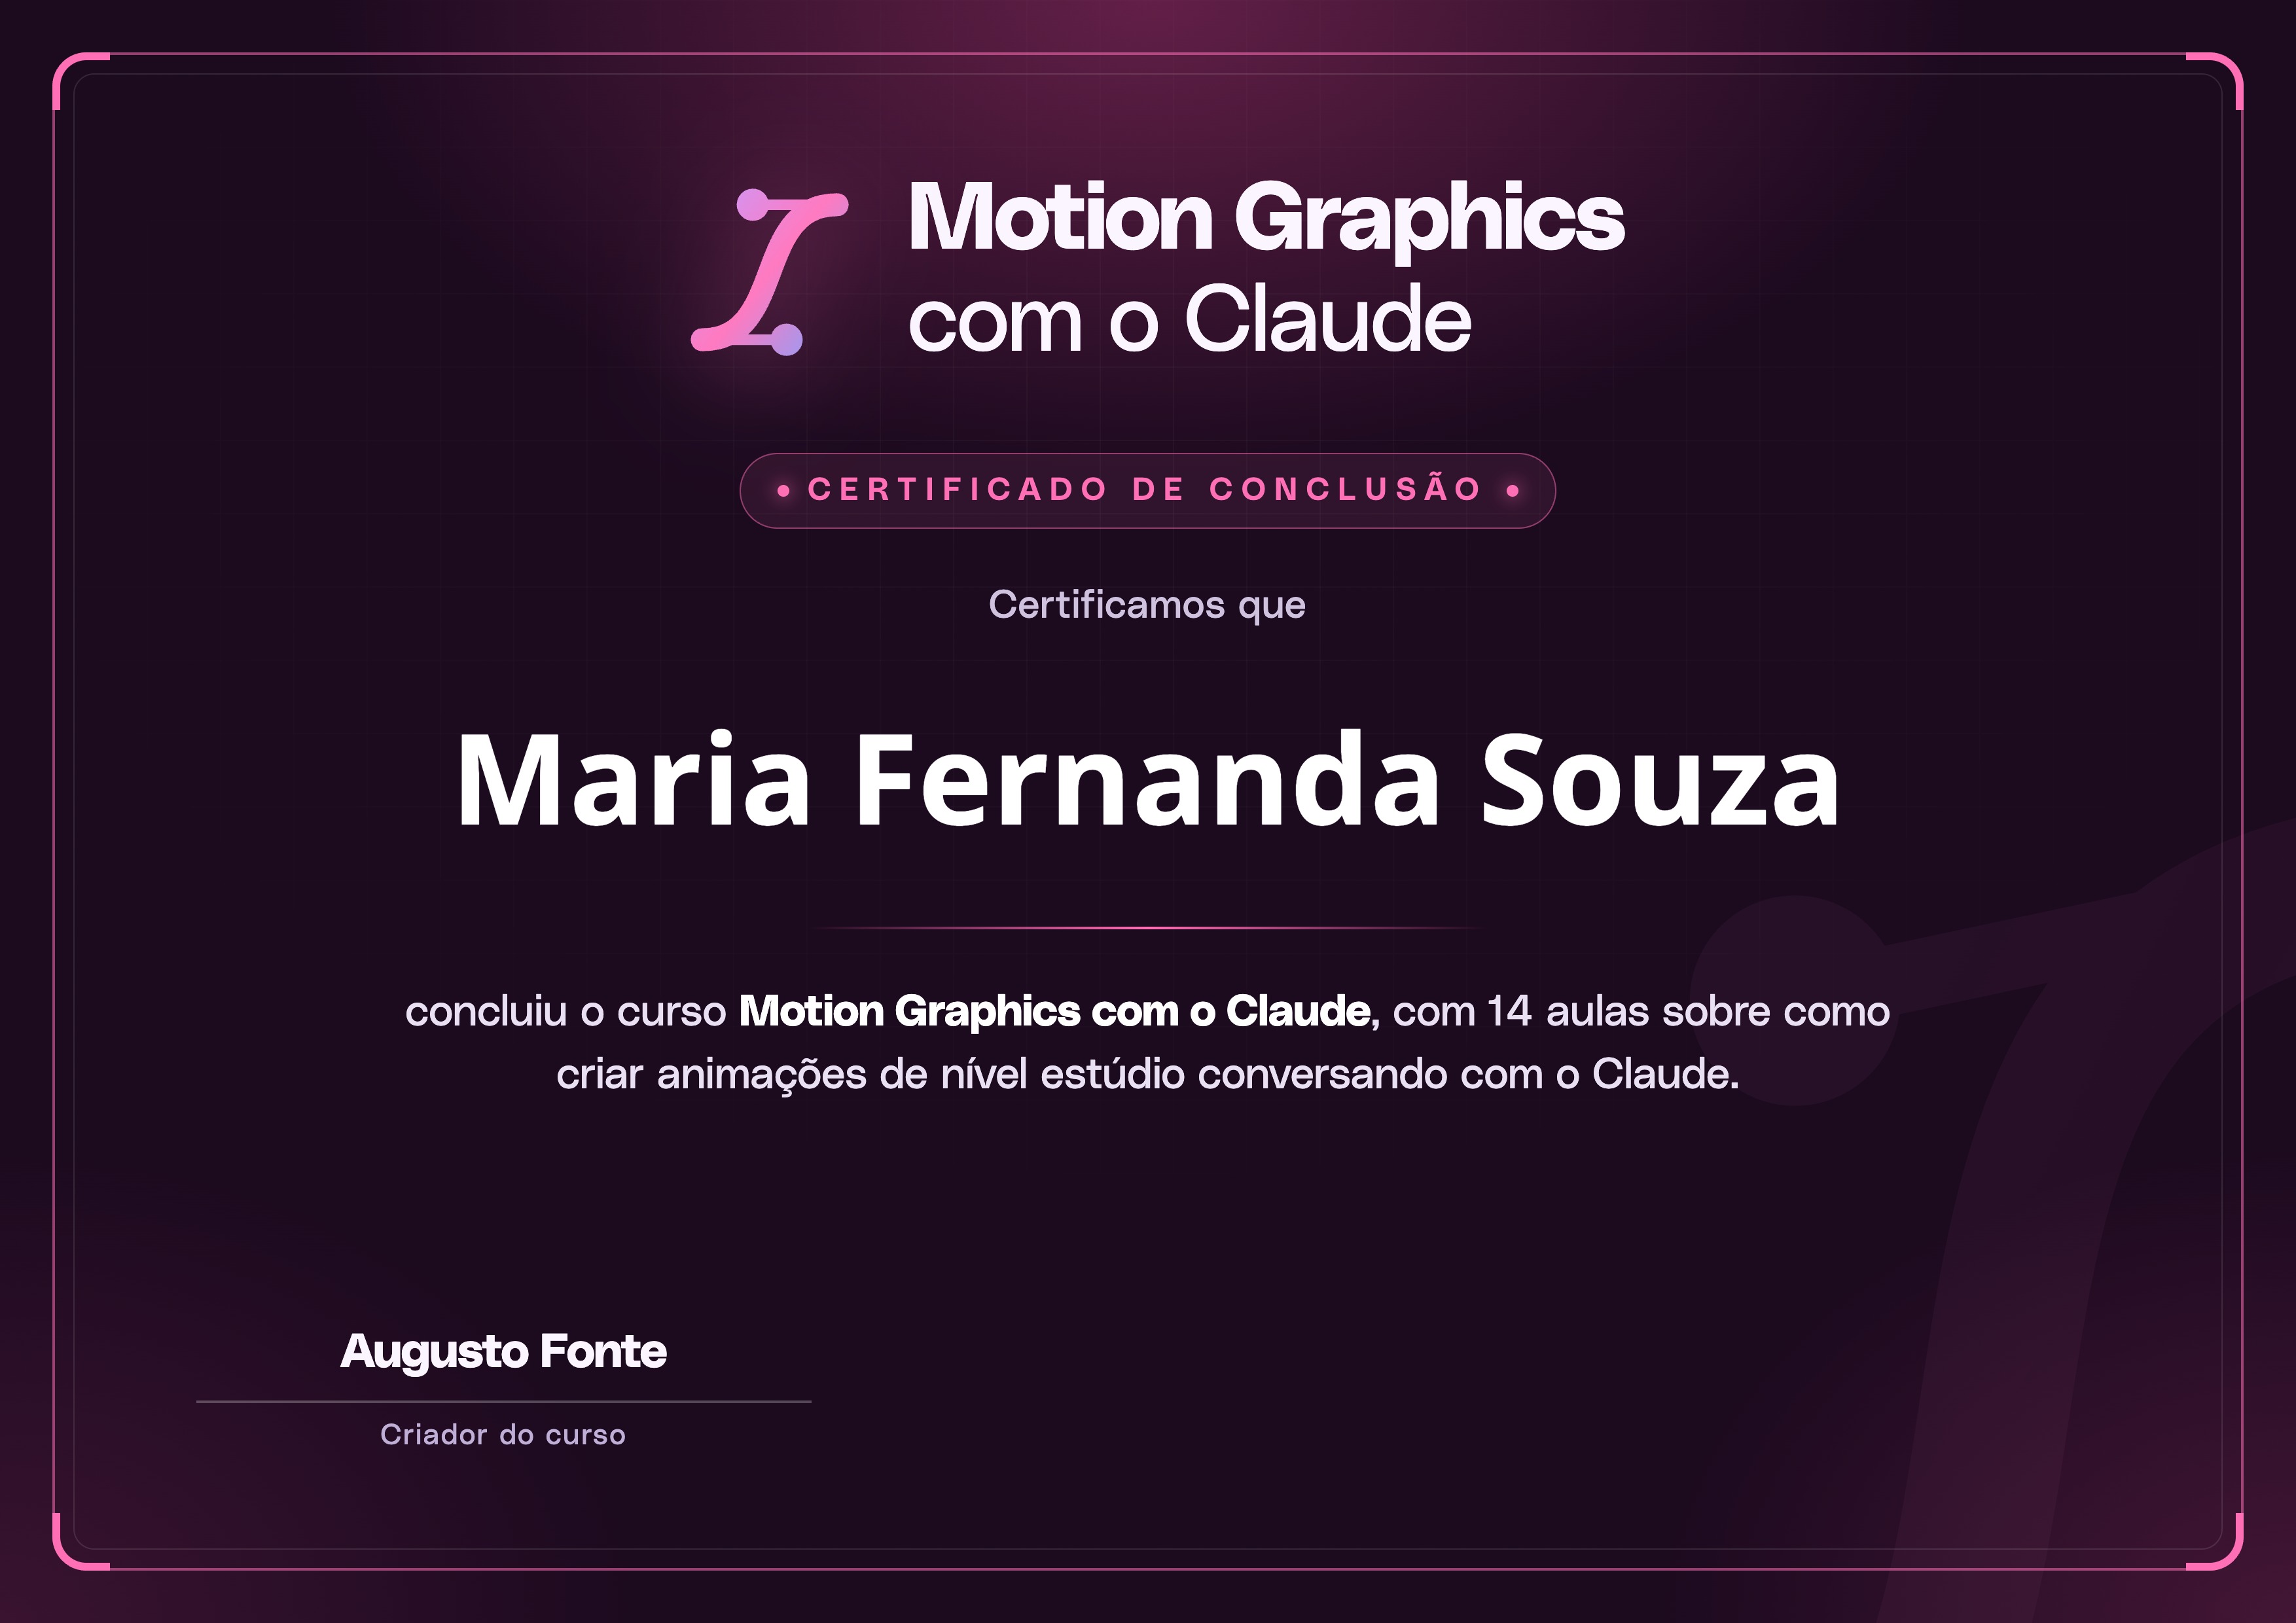 Motion Graphics
com o Claude
CERTIFICADO DE CONCLUSÃO
Certificamos que
Maria Fernanda Souza
concluiu o curso Motion Graphics com o Claude, com 14 aulas sobre como
criar animações de nível estúdio conversando com o Claude.
Augusto Fonte
Criador do curso